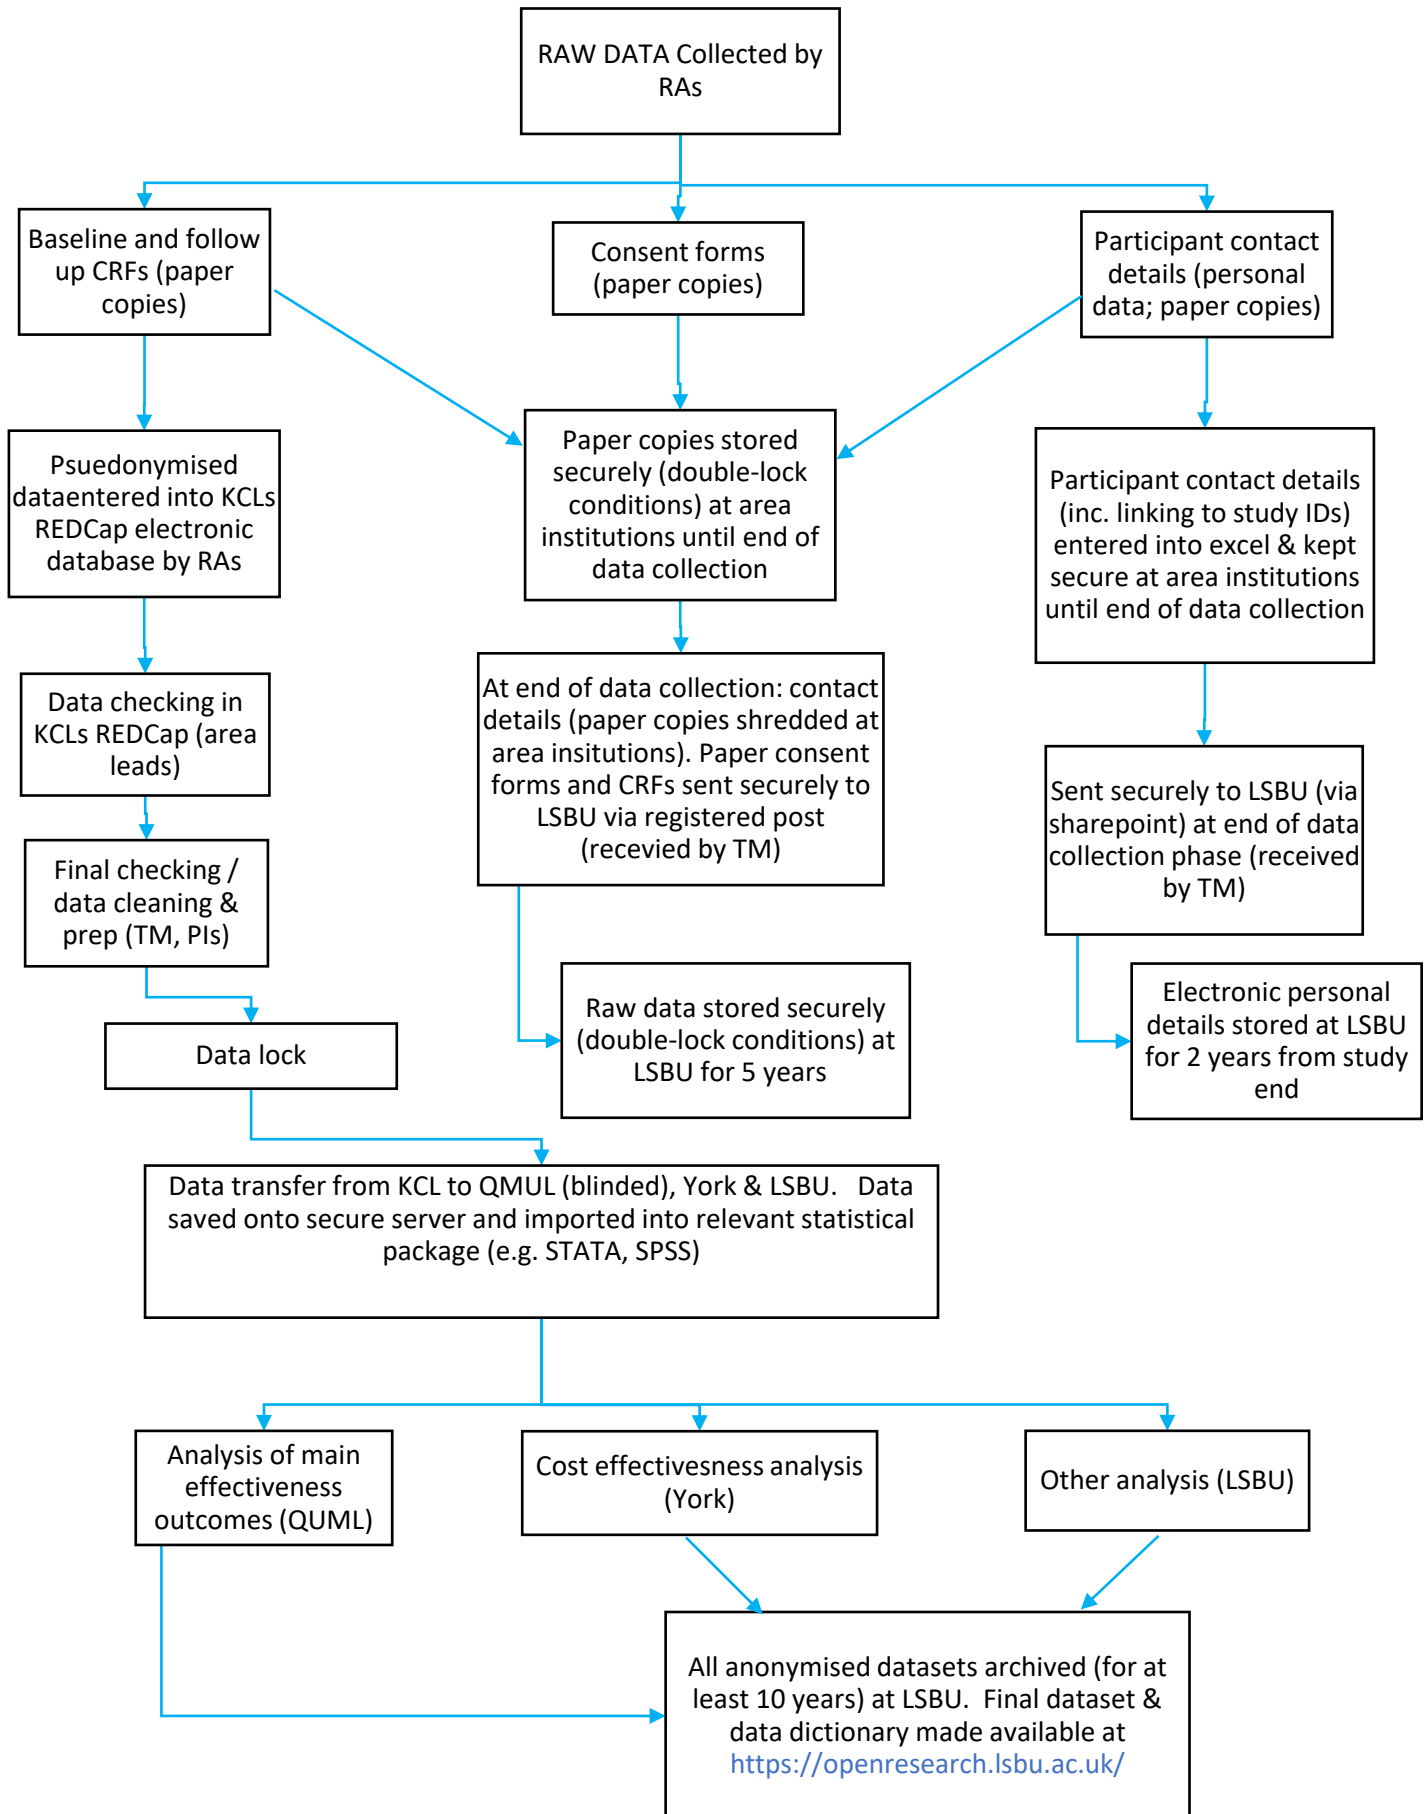 RAW DATA Collected by
RAs
Baseline and follow
up CRFs (paper
copies)
Consent forms
(paper copies)
Participant contact
details (personal
data; paper copies)
Psuedonymised
dataentered into KCLs
REDCap electronic
database by RAs
Paper copies stored
securely (double-lock
conditions) at area
institutions until end of
data collection
Participant contact details
(inc. linking to study IDs)
entered into excel & kept
secure at area institutions
until end of data collection
Data checking in
KCLs REDCap (area
leads)
At end of data collection: contact
details (paper copies shredded at
area insitutions). Paper consent
forms and CRFs sent securely to
LSBU via registered post
(recevied by TM)
Sent securely to LSBU (via
sharepoint) at end of data
collection phase (received
by TM)
Final checking /
data cleaning &
prep (TM, PIs)
Raw data stored securely
(double-lock conditions) at
LSBU for 5 years
Electronic personal
details stored at LSBU
for 2 years from study
end
Data lock
Data transfer from KCL to QMUL (blinded), York & LSBU.   Data
saved onto secure server and imported into relevant statistical
package (e.g. STATA, SPSS)
Analysis of main
effectiveness
outcomes (QUML)
Cost effectivesness analysis
(York)
Other analysis (LSBU)
All anonymised datasets archived (for at
least 10 years) at LSBU.  Final dataset &
data dictionary made available at
https://openresearch.lsbu.ac.uk/